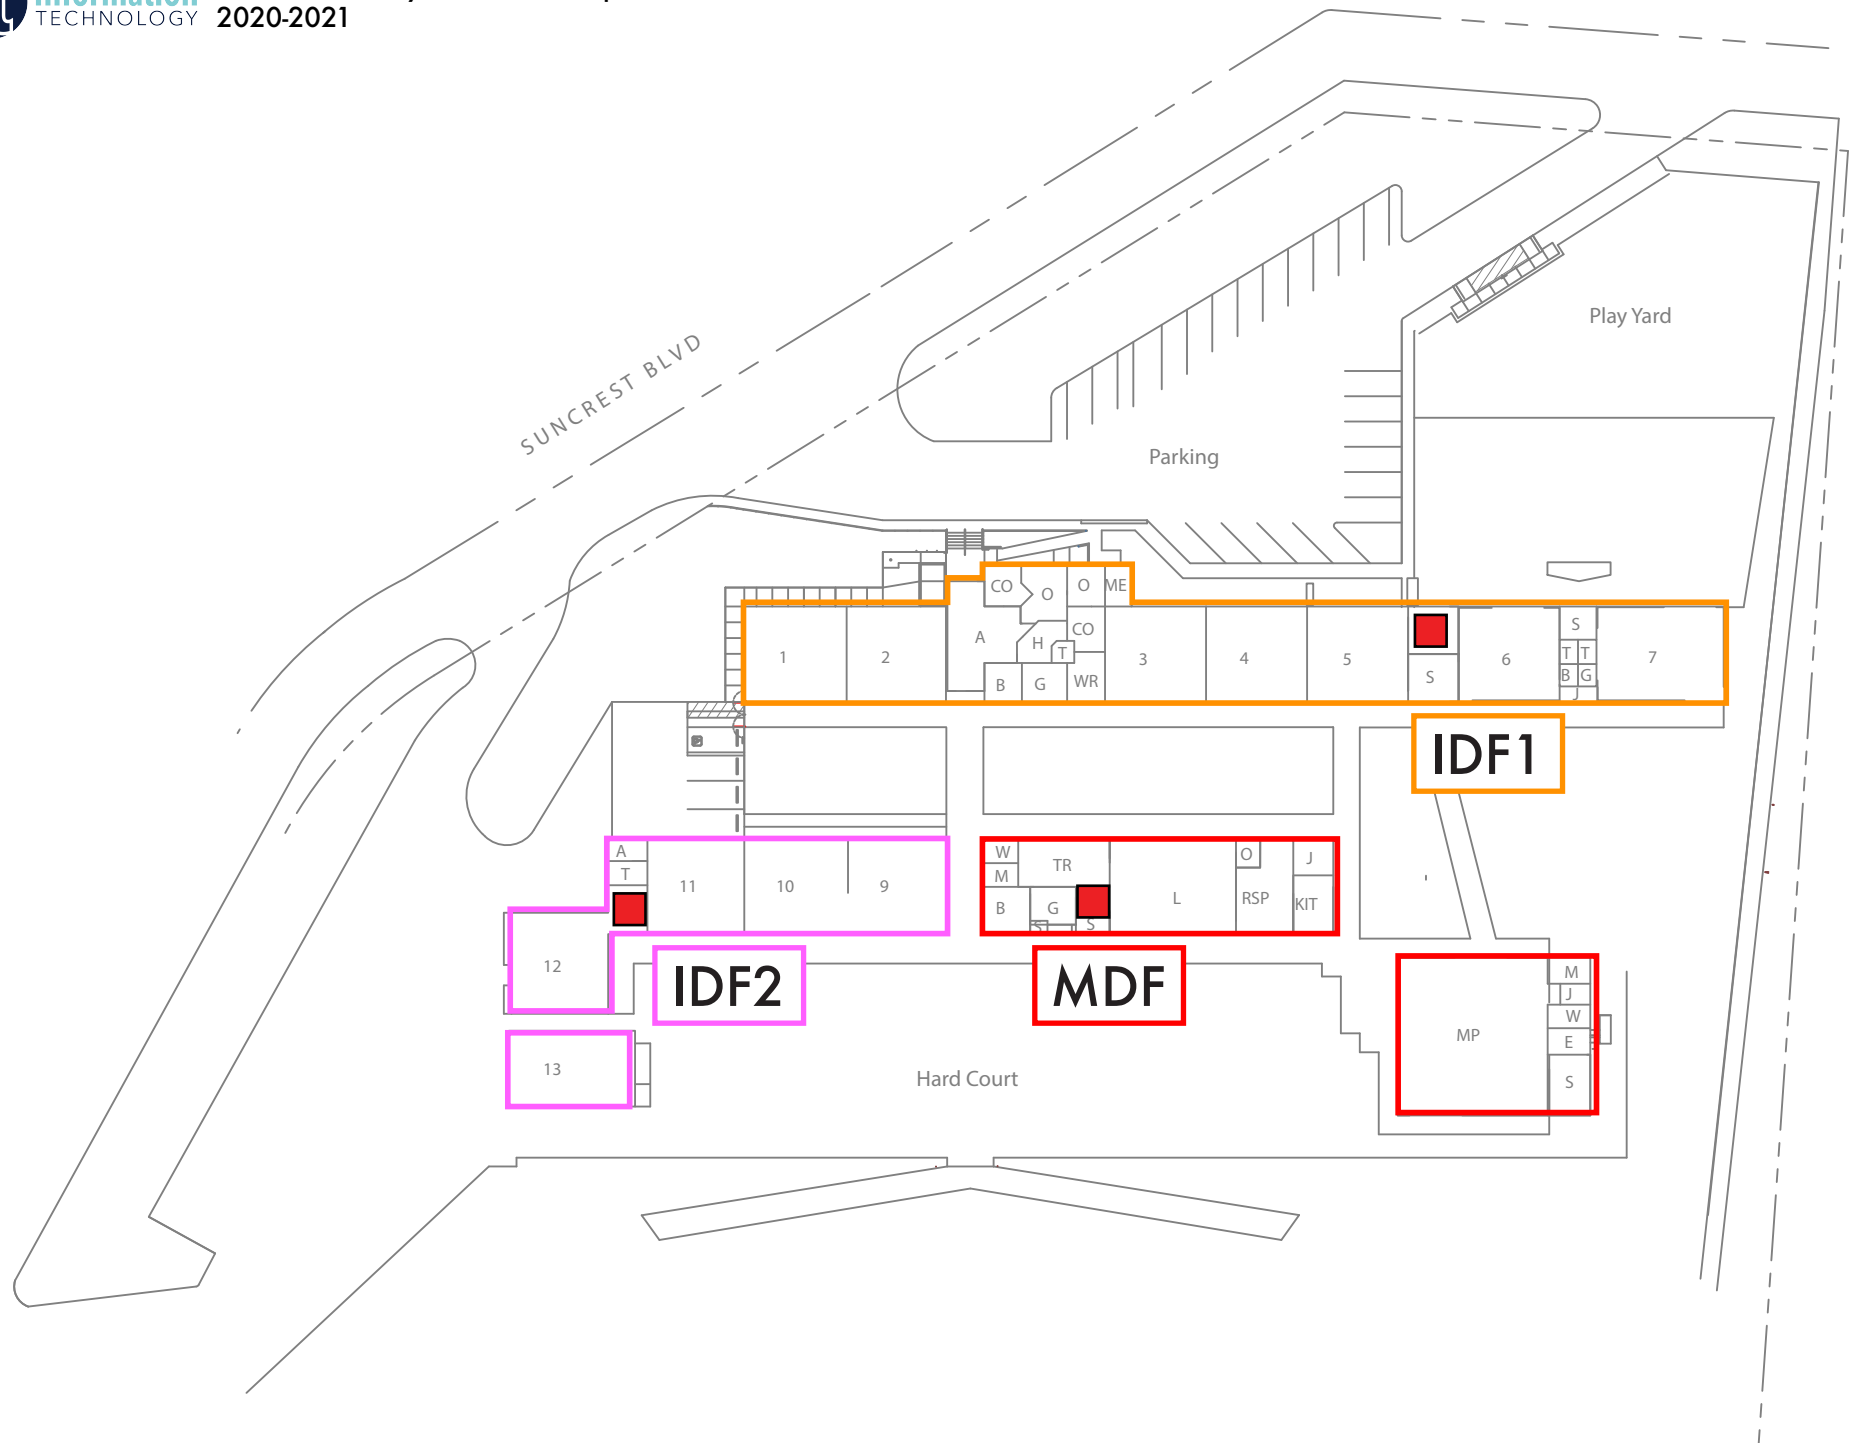 TECHNOLOGY
2020-2021
SUNCREST BLVD
Play Yard
Parking
CO O O ME
A H CO T
1 2 3 4 5 6 7
B G WR
S
S
T T
B G
J
IDF1
A
T
11 10 9
12
13
IDF2
W TR O J
M
B G L RSP KIT
S S
MDF
Hard Court
MP
M
J
W
E
S